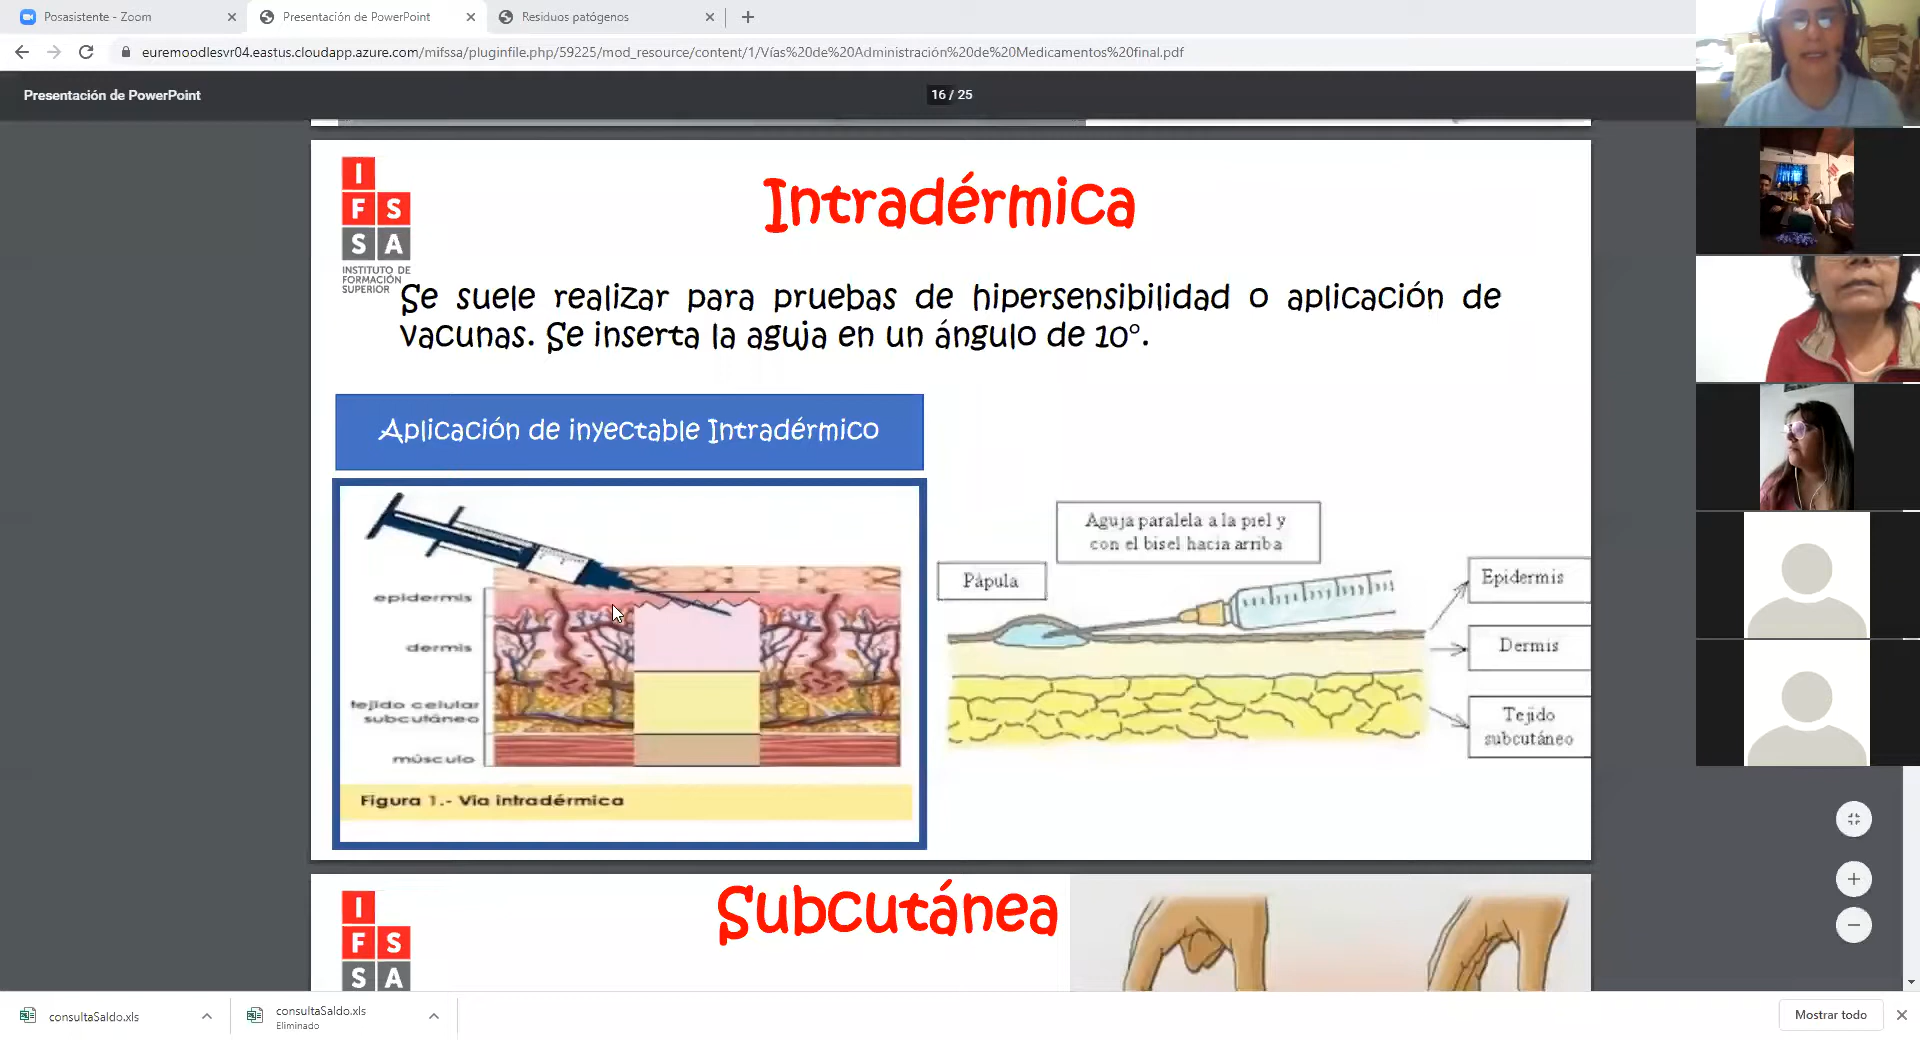 Posasistente - Zoom
Presentación de PowerPoint
Residuos patógenos
euremoodlesvr04.eastus.cloudapp.azure.com/mifssa/pluginfile.php/59225/mod_resource/content/1/Vías%20de%20Administración%20de%20Medicamentos%20final.pdf
Presentación de PowerPoint
16 / 25
I
F S
S A
INSTITUTO DE
FORMACIÓN
SUPERIOR
Intradérmica
Se suele realizar para pruebas de hipersensibilidad o aplicación de
vacunas. Se inserta la aguja en un ángulo de 10°.
Aplicación de inyectable Intradérmico
epidermis
dermis
tejido celular
subcutáneo
músculo
Figura 1.- Vía intradérmica
Aguja paralela a la piel y
con el bisel hacia arriba
Pápula
Epidermis
Dermis
Tejido
subcutáneo
I
F S
S A
Subcutánea
consultaSaldo.xls
consultaSaldo.xls
Eliminado
Mostrar todo